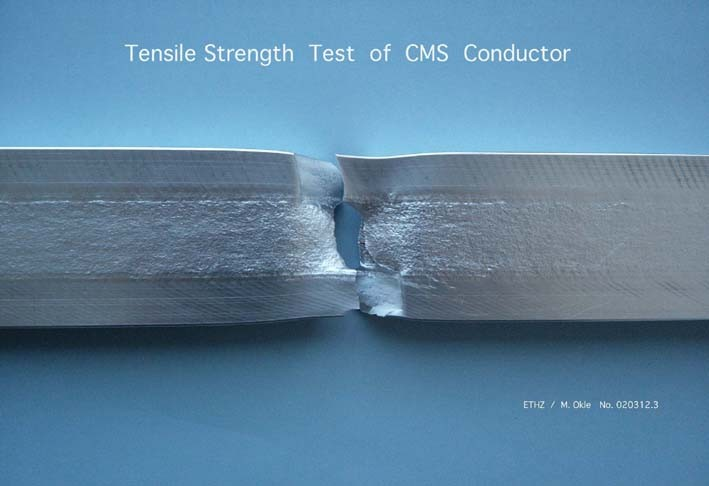 Tensile Strength Test of CMS Conductor
ETHZ / M. Okle No. 020312.3